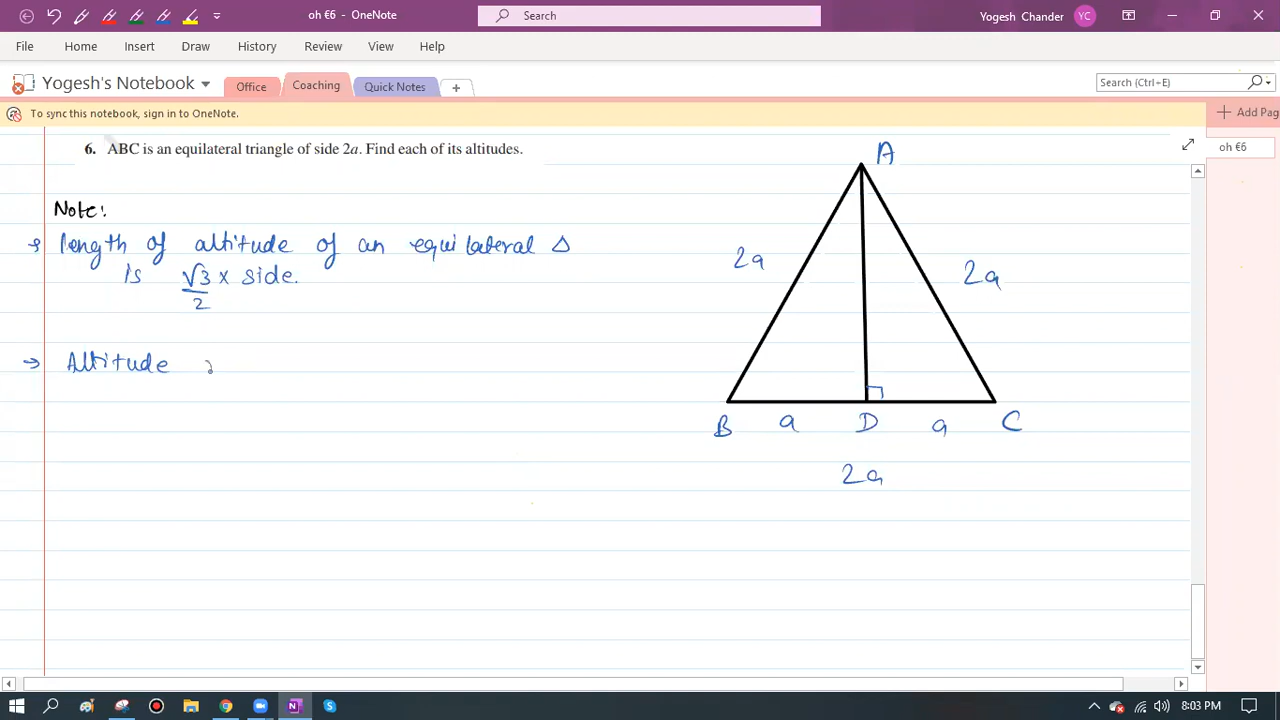 oh €6 - OneNote
Search
Yogesh Chander
YC
File Home Insert Draw History Review View Help
Yogesh's Notebook Office Coaching Quick Notes +
Search (Ctrl+E)
To sync this notebook, sign in to OneNote.
Add Pag
oh €6
6. ABC is an equilateral triangle of side 2a. Find each of its altitudes.
Note:
→ length of altitude of an equilateral Δ
is √3/2 x side.
→ Altitude
A
2a
2a
B a D a C
2a
8:03 PM